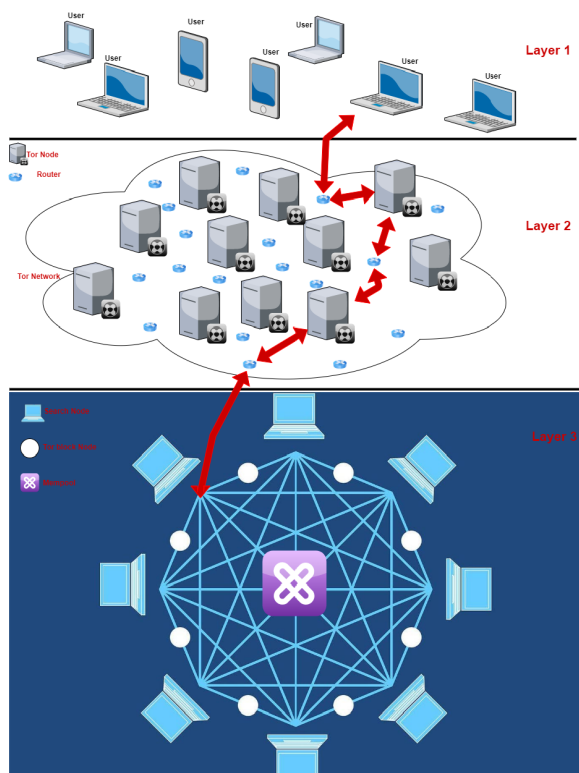 User
User
User
User
User
User
User
Layer 1
Tor Node
Router
Layer 2
Tor Network
Layer 3